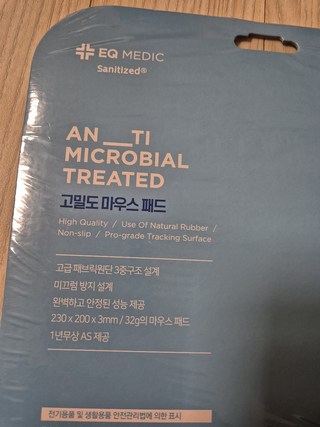 EQ MEDIC
Sanitized®
AN __TI
MICROBIAL
TREATED
고밀도 마우스 패드
High Quality / Use Of Natural Rubber /
Non-slip / Pro-grade Tracking Surface
고급 패브릭원단 3중구조 설계
미끄럼 방지 설계
완벽하고 안정된 성능 제공
230 x 200 x 3mm / 32g의 마우스 패드
1년무상 AS 제공
전기용품 및 생활용품 안전관리법에 의한 표시